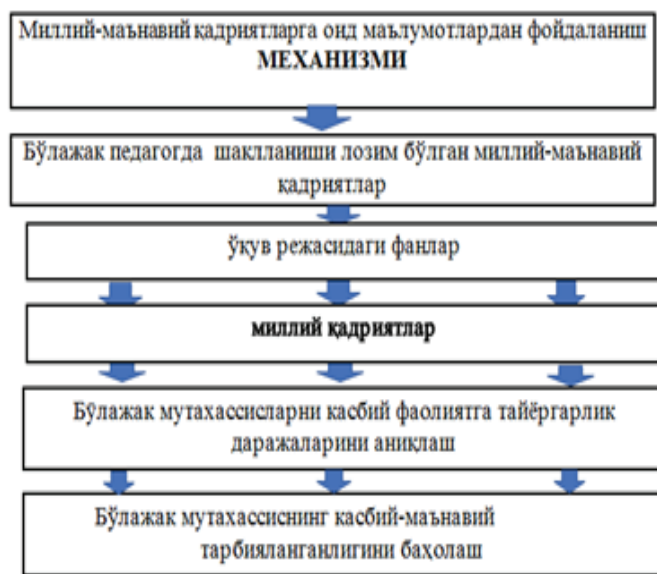 Миллий-маънавий қадриятларга оид маълумотлардан фойдаланиш
МЕХАНИЗМИ
Бўлажак педагогда шаклланиши лозим бўлган миллий-маънавий
қадриятлар
ўқув режасидаги фанлар
миллий қадриятлар
Бўлажак мутахассисларни касбий фаолиятга тайёргарлик
даражаларини аниқлаш
Бўлажак мутахассиснинг касбий-маънавий
тарбияланганлигини баҳолаш